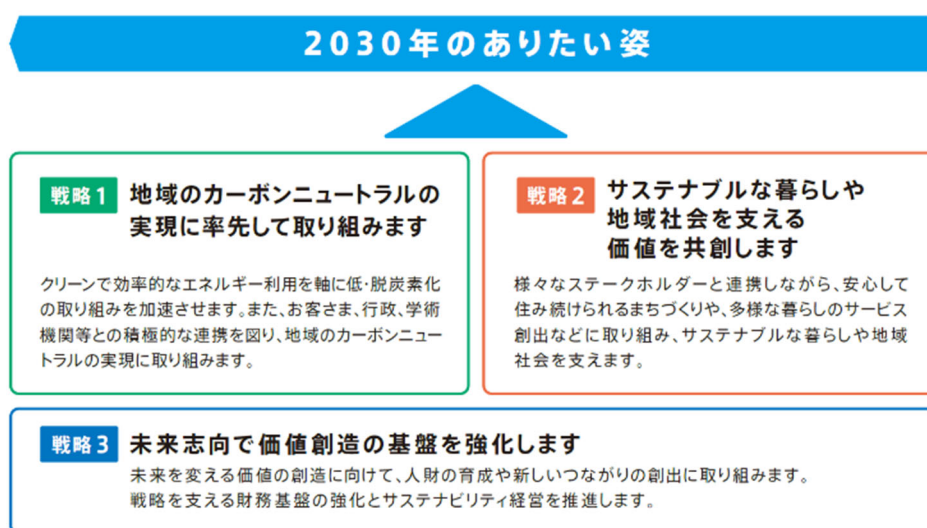 2030年のありたい姿
戦略1
地域のカーボンニュートラルの
実現に率先して取り組みます
クリーンで効率的なエネルギー利用を軸に低・脱炭素化
の取り組みを加速させます。また、お客さま、行政、学術
機関等との積極的な連携を図り、地域のカーボンニュー
トラルの実現に取り組みます。
戦略2
サステナブルな暮らしや
地域社会を支える
価値を共創します
様々なステークホルダーと連携しながら、安心して
住み続けられるまちづくりや、多様な暮らしのサービス
創出などに取り組み、サステナブルな暮らしや地域
社会を支えます。
戦略3
未来志向で価値創造の基盤を強化します
未来を変える価値の創造に向けて、人財の育成や新しいつながりの創出に取り組みます。
戦略を支える財務基盤の強化とサステナビリティ経営を推進します。